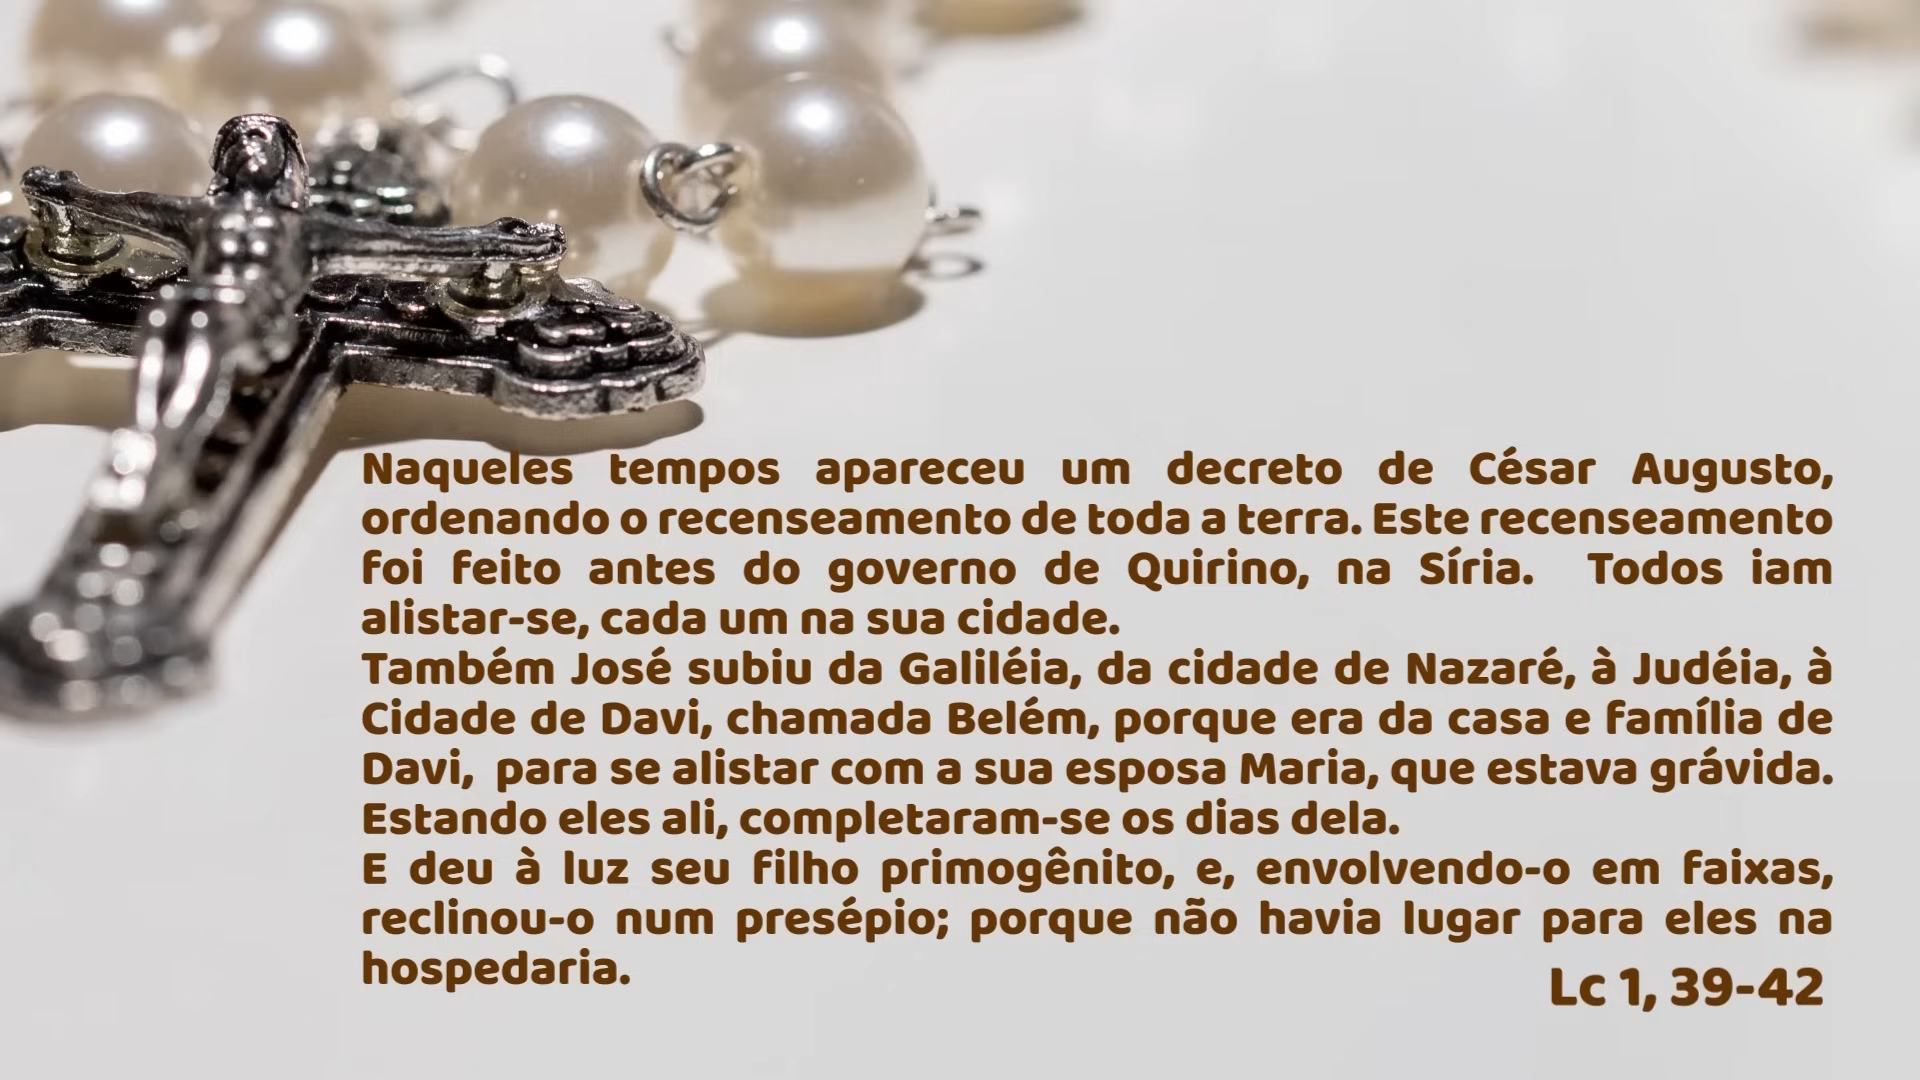 Naqueles tempos apareceu um decreto de César Augusto,
ordenando o recenseamento de toda a terra. Este recenseamento
foi feito antes do governo de Quirino, na Síria. Todos iam
alistar-se, cada um na sua cidade.
Também José subiu da Galiléia, da cidade de Nazaré, à Judéia, à
Cidade de Davi, chamada Belém, porque era da casa e família de
Davi, para se alistar com a sua esposa Maria, que estava grávida.
Estando eles ali, completaram-se os dias dela.
E deu à luz seu filho primogênito, e, envolvendo-o em faixas,
reclinou-o num presépio; porque não havia lugar para eles na
hospedaria.
Lc 1, 39-42